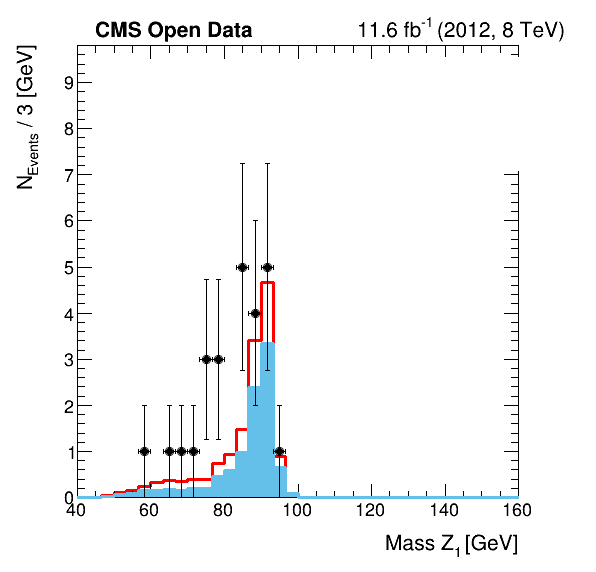 CMS Open Data 11.6 fb⁻¹ (2012, 8 TeV)
N_Events / 3 [GeV]
9
8
7
6
5
4
3
2
1
0
40 60 80 100 120 140 160
Mass Z₁ [GeV]